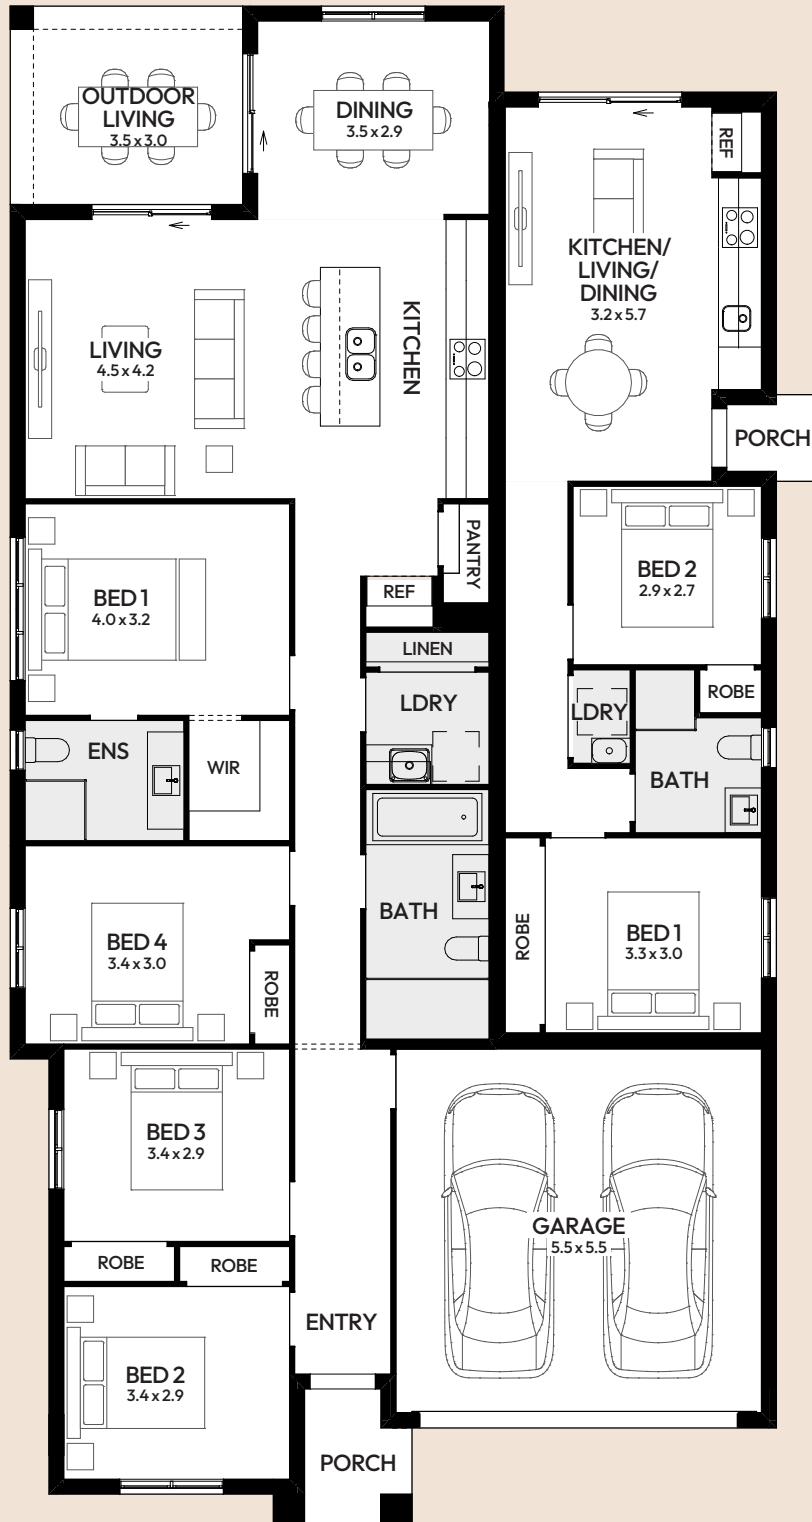 OUTDOOR
LIVING
3.5 x 3.0
DINING
3.5 x 2.9
REF
KITCHEN/
LIVING/
DINING
3.2 x 5.7
LIVING
4.5 x 4.2
KITCHEN
PORCH
PANTRY
BED 1
4.0 x 3.2
REF
BED 2
2.9 x 2.7
LINEN
LDRY
ROBE
LDRY
ENS
WIR
BATH
BATH
BED 4
3.4 x 3.0
ROBE
ROBE
BED 1
3.3 x 3.0
BED 3
3.4 x 2.9
ROBE
ROBE
GARAGE
5.5 x 5.5
ENTRY
BED 2
3.4 x 2.9
PORCH